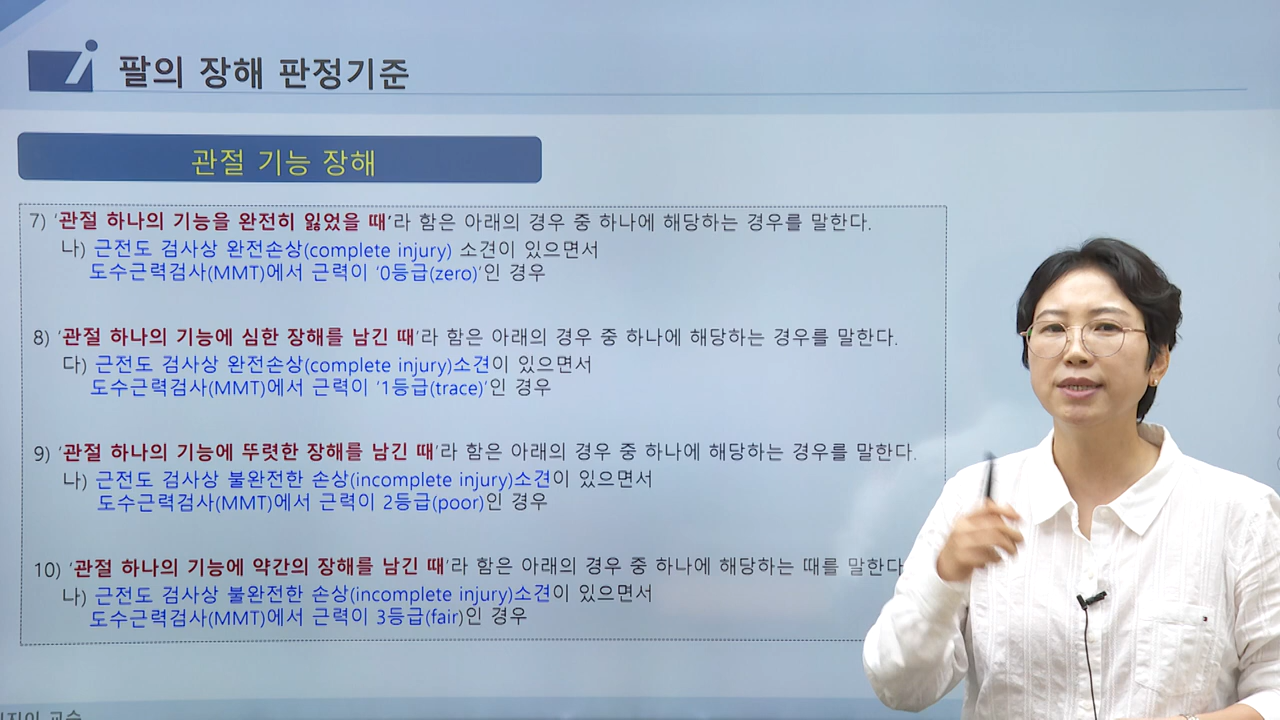 팔의 장해 판정기준
관절 기능 장해
7) '관절 하나의 기능을 완전히 잃었을 때'라 함은 아래의 경우 중 하나에 해당하는 경우를 말한다.
나) 근전도 검사상 완전손상(complete injury) 소견이 있으면서
도수근력검사(MMT)에서 근력이 '0등급(zero)'인 경우
8) '관절 하나의 기능에 심한 장해를 남긴 때'라 함은 아래의 경우 중 하나에 해당하는 경우를 말한다.
다) 근전도 검사상 완전손상(complete injury)소견이 있으면서
도수근력검사(MMT)에서 근력이 '1등급(trace)'인 경우
9) '관절 하나의 기능에 뚜렷한 장해를 남긴 때'라 함은 아래의 경우 중 하나에 해당하는 경우를 말한다.
나) 근전도 검사상 불완전한 손상(incomplete injury)소견이 있으면서
도수근력검사(MMT)에서 근력이 2등급(poor)인 경우
10) '관절 하나의 기능에 약간의 장해를 남긴 때'라 함은 아래의 경우 중 하나에 해당하는 때를 말한다
나) 근전도 검사상 불완전한 손상(incomplete injury)소견이 있으면서
도수근력검사(MMT)에서 근력이 3등급(fair)인 경우
교수